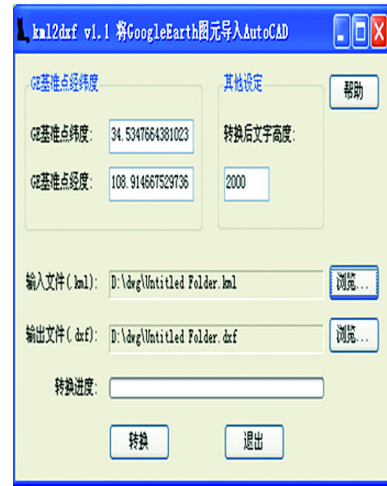 kml2dxf v1.1 将GoogleEarth图元导入AutoCAD
GE基准点经纬度
其他设定
帮助
GE基准点纬度: 34.5347664381023
转换后文字高度:
GE基准点经度: 108.914667529736
2000
输入文件(.kml): D:\dwg\Untitled Folder.kml 浏览...
输出文件(.dxf): D:\dwg\Untitled Folder.dxf 浏览...
转换进度:
转换 退出